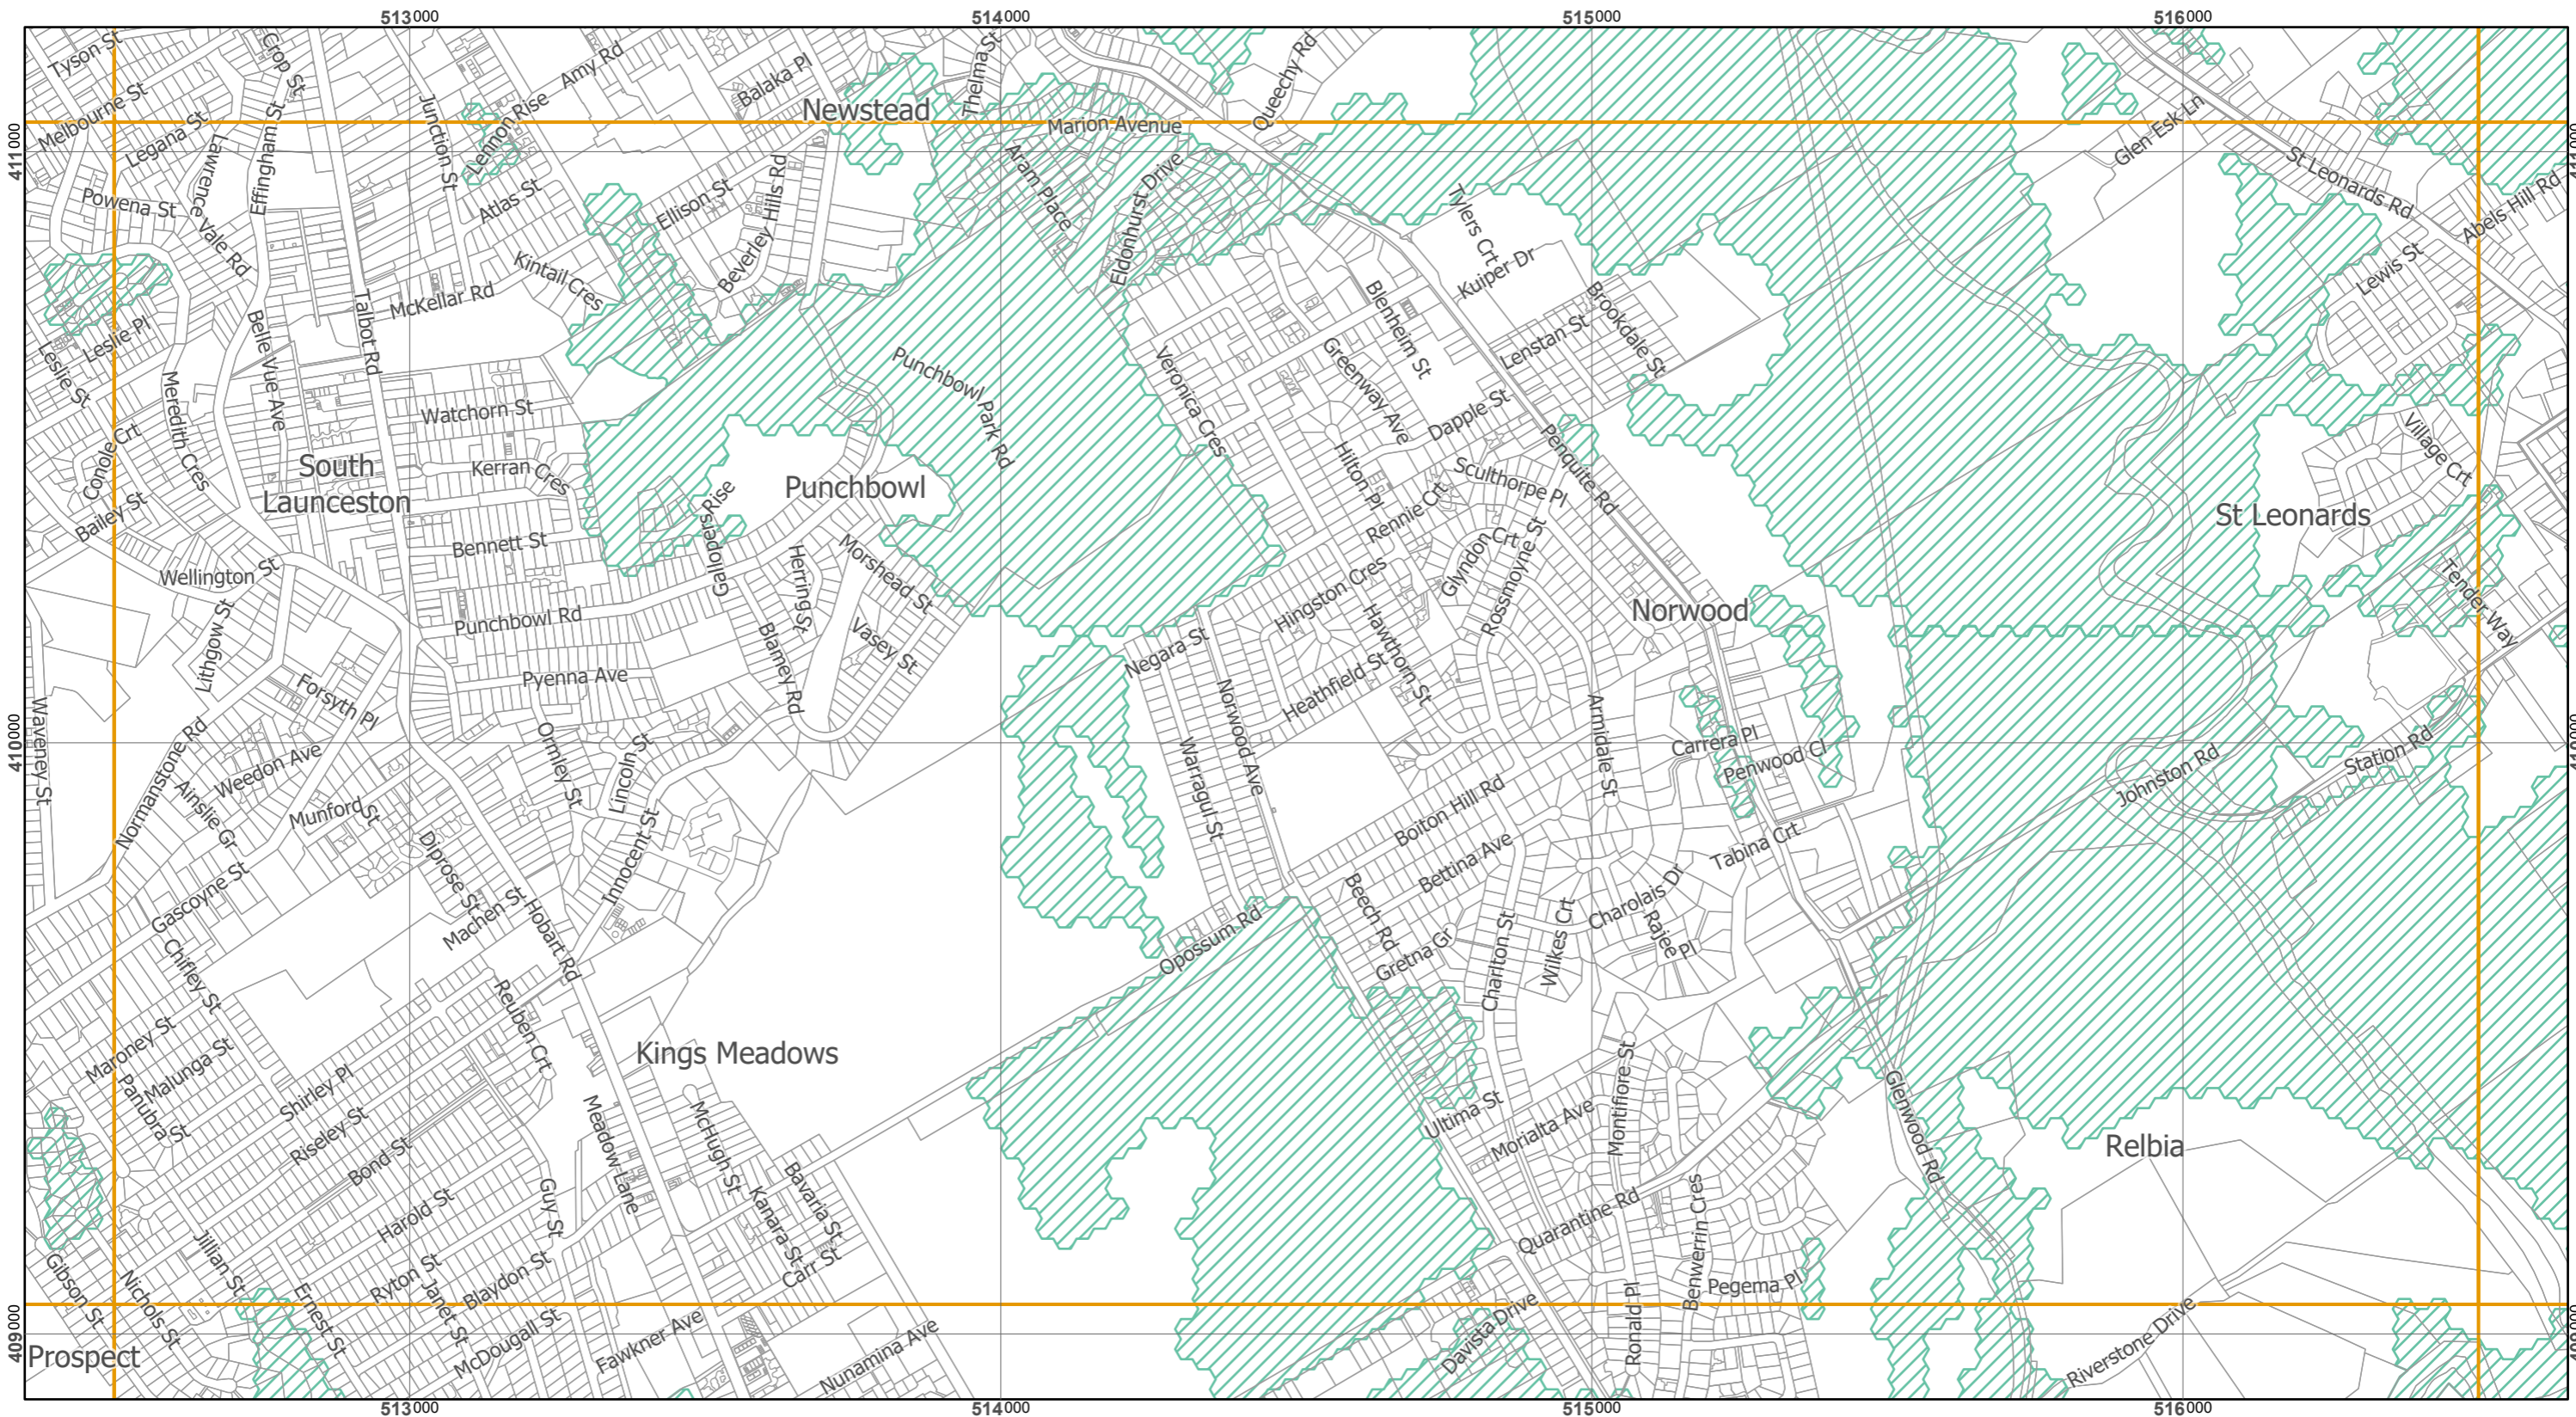 513000
514000
515000
516000
Tyson St
Crop St
Amy Rd
Balaka Pl
Thelma St
Queechy Rd
Melbourne St
Junction St
Lennon Rise
Newstead
Marion Avenue
Glen Esk Ln
411000
Legana St
Lawrence Vale Rd
Effingham St
Aram Place
Eldonhurst Drive
St Leonards Rd
Abels Hill Rd
Powena St
Atlas St
Ellison St
Beverley Hills Rd
Tylers Crt
Kuiper Dr
Lewis St
Kintail Cres
McKellar Rd
Talbot Rd
Blenheim St
Brookdale St
Lenstan St
Leslie Pl
Leslie St
Belle Vue Ave
Meredith Cres
Punchbowl Park Rd
Veronica Cres
Greenway Ave
Watchorn St
Dapple St
Penquite Rd
Village Crt
Conole Crt
South
Launceston
Kerran Cres
Punchbowl
Hilton Pl
Sculthorpe Pl
Rennie Crt
St Leonards
Bailey St
Gallopers Rise
Bennett St
Herring St
Morshead St
Glyndon Crt
Rossmoyne St
Wellington St
Hingston Cres
Tender Way
Lithgow St
Punchbowl Rd
Blamey Rd
Vasey St
Negara St
Hawthorn St
Norwood
Pyenna Ave
Heathfield St
Forsyth Pl
Waveney St
Norwood Ave
Armidale St
Carrera Pl
Penwood Cl
Station Rd
Johnston Rd
410000
Normanstone Rd
Weedon Ave
Ormley St
Lincoln St
Warragul St
Ainslie Gr
Munford St
Boiton Hill Rd
Innocent St
Tabina Crt
Diprose St
Bettina Ave
Gascoyne St
Machen St
Hobart Rd
Beech Rd
Charolais Dr
Rajee Pl
Opossum Rd
Gretna Gr
Charlton St
Wilkes Crt
Chifley St
Reuben Crt
Maroney St
Malunga St
Kings Meadows
Panubra St
Shirley Pl
Riseley St
Meadow Lane
McHugh St
Ultima St
Morialta Ave
Montifiore St
Glenwood Rd
Relbia
Bond St
Bavaria St
Harold St
Guy St
Kanara St
Carr St
Quarantine Rd
Benwerrin Cres
Pegema Pl
Jillian St
Gibson St
Nichols St
Ryton St
Blaydon St
Janet St
Ernest St
McDougall St
Fawkner Ave
Nunamina Ave
Davista Drive
Ronald Pl
Riverstone Drive
409000
Prospect
513000
514000
515000
516000